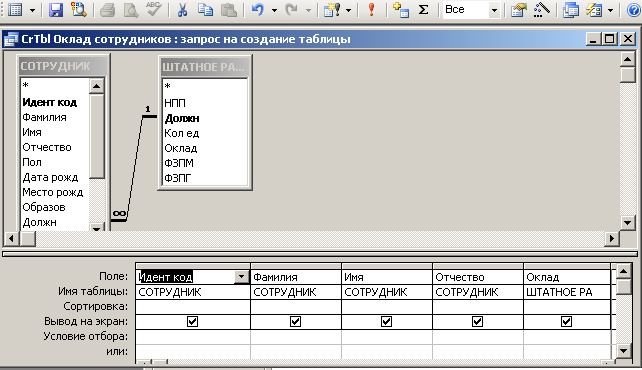 Σ Все
CrTbl Оклад сотрудников : запрос на создание таблицы
СОТРУДНИК
*
Идент код
Фамилия
Имя
Отчество
Пол
Дата рожд
Место рожд
Образов
Должн
1
∞
ШТАТНОЕ РА...
*
НПП
Должн
Кол ед
Оклад
ФЗПМ
ФЗПГ
Поле: Идент код Фамилия Имя Отчество Оклад
Имя таблицы: СОТРУДНИК СОТРУДНИК СОТРУДНИК СОТРУДНИК ШТАТНОЕ РА
Сортировка:
Вывод на экран:
Условие отбора:
или: